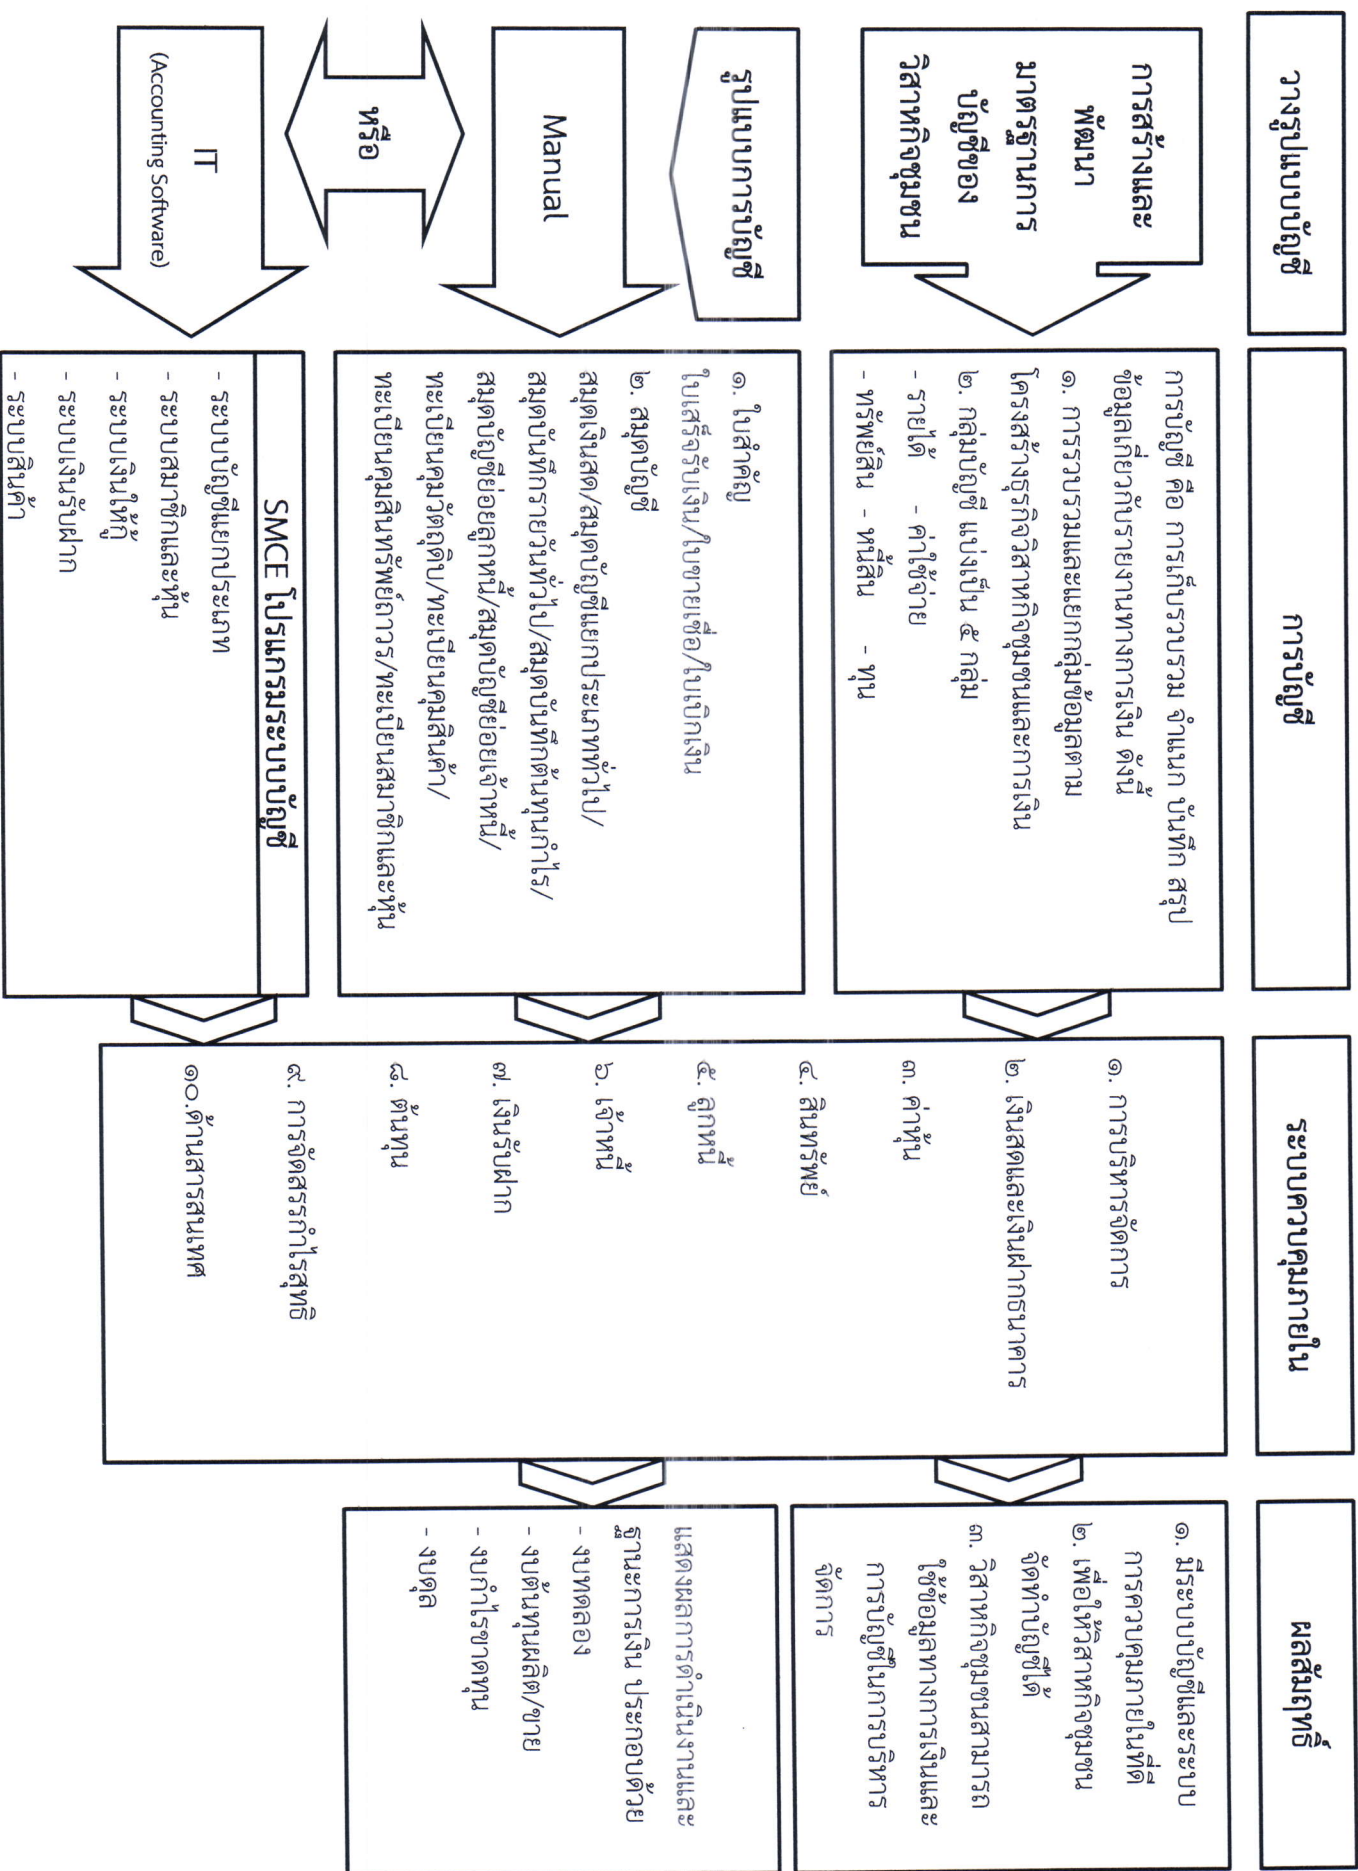 วางรูปแบบบัญชี
การสร้างและ
พัฒนา
มาตรฐานการ
บัญชีของ
วิสาหกิจชุมชน
รูปแบบการบัญชี
Manual
หรือ
IT
(Accounting Software)
การบัญชี
การบัญชี คือ การเก็บรวบรวม จำแนก บันทึก สรุป
ข้อมูลเกี่ยวกับรายงานทางการเงิน ดังนี้
๑. การรวบรวมและแยกกลุ่มข้อมูลตาม
โครงสร้างธุรกิจวิสาหกิจชุมชนและการเงิน
๒. กลุ่มบัญชี แบ่งเป็น ๕ กลุ่ม
- รายได้ - ค่าใช้จ่าย
- ทรัพย์สิน - หนี้สิน - ทุน
๑. ใบสำคัญ
ใบเสร็จรับเงิน/ใบขายเชื่อ/ใบเบิกเงิน
๒. สมุดบัญชี
สมุดเงินสด/สมุดบัญชีแยกประเภททั่วไป/
สมุดบันทึกรายวันทั่วไป/สมุดบันทึกต้นทุนกำไร/
สมุดบัญชีย่อยลูกหนี้/สมุดบัญชีย่อยเจ้าหนี้/
ทะเบียนคุมวัตถุดิบ/ทะเบียนคุมสินค้า/
ทะเบียนคุมสินทรัพย์ถาวร/ทะเบียนสมาชิกและหุ้น
SMCE โปรแกรมระบบบัญชี
- ระบบบัญชีแยกประเภท
- ระบบสมาชิกและหุ้น
- ระบบเงินให้กู้
- ระบบเงินรับฝาก
- ระบบสินค้า
ระบบควบคุมภายใน
๑. การบริหารจัดการ
๒. เงินสดและเงินฝากธนาคาร
๓. ค่าหุ้น
๔. สินทรัพย์
๕. ลูกหนี้
๖. เจ้าหนี้
๗. เงินรับฝาก
๘. ต้นทุน
๙. การจัดสรรกำไรสุทธิ
๑๐.ด้านสารสนเทศ
ผลสัมฤทธิ์
๑. มีระบบบัญชีและระบบ
การควบคุมภายในที่ดี
๒. เพื่อให้วิสาหกิจชุมชน
จัดทำบัญชีได้
๓. วิสาหกิจชุมชนสามารถ
ใช้ข้อมูลทางการเงินและ
การบัญชีในการบริหาร
จัดการ
แสดงผลการดำเนินงานและ
ฐานะการเงิน ประกอบด้วย
- งบทดลอง
- งบต้นทุนผลิต/ขาย
- งบกำไรขาดทุน
- งบดุล